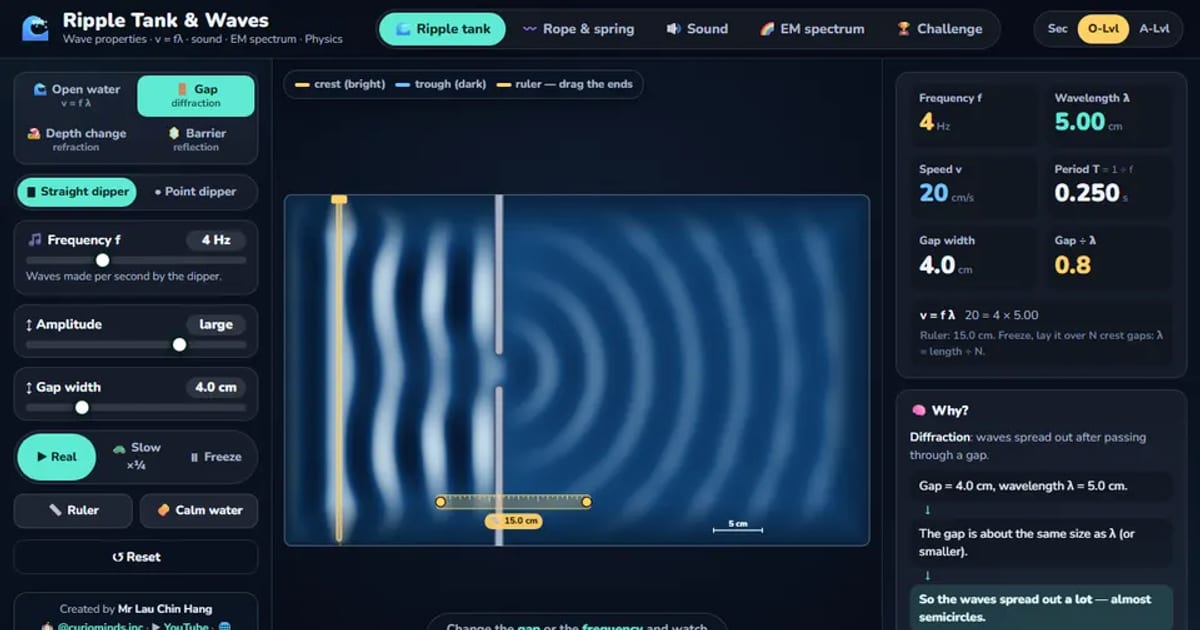 Ripple Tank & Waves
Wave properties · v = fλ · sound · EM spectrum · Physics
Ripple tank
Rope & spring
Sound
EM spectrum
Challenge
Sec
O-Lvl
A-Lvl
Open water
v = f λ
Gap
diffraction
Depth change
refraction
Barrier
reflection
Straight dipper
Point dipper
Frequency f
4 Hz
Waves made per second by the dipper.
↕ Amplitude
large
↕ Gap width
4.0 cm
▶ Real
Slow
×¼
⏸ Freeze
Ruler
Calm water
↺ Reset
Created by Mr Lau Chin Hang
@curiominds.inc · ▶ YouTube ·
crest (bright)
trough (dark)
ruler — drag the ends
15.0 cm
5 cm
Change the gap or the frequency and watch
Frequency f
4 Hz
Wavelength λ
5.00 cm
Speed v
20 cm/s
Period T = 1 ÷ f
0.250 s
Gap width
4.0 cm
Gap ÷ λ
0.8
v = f λ 20 = 4 × 5.00
Ruler: 15.0 cm. Freeze, lay it over N crest gaps: λ
= length ÷ N.
Why?
Diffraction: waves spread out after passing
through a gap.
Gap = 4.0 cm, wavelength λ = 5.0 cm.
↓
The gap is about the same size as λ (or
smaller).
↓
So the waves spread out a lot — almost
semicircles.